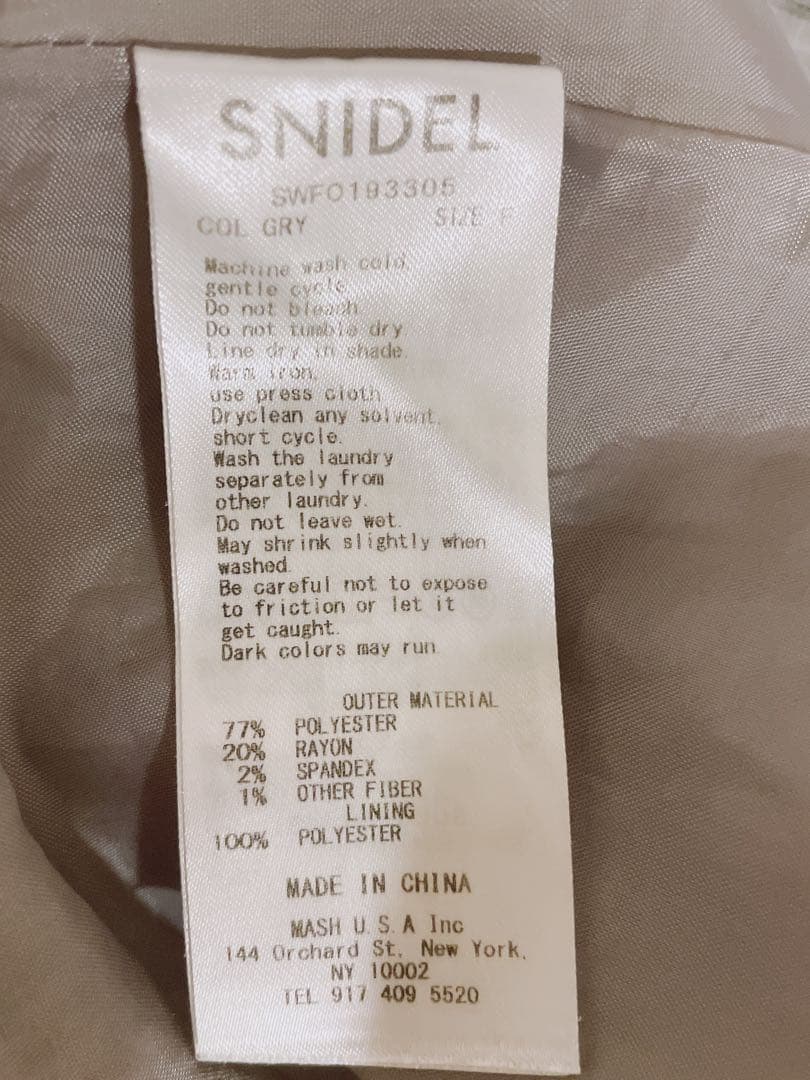 SNIDEL
SWFO193305
COL GRY SIZE F
Machine wash cold,
gentle cycle.
Do not bleach.
Do not tumble dry.
Line dry in shade.
Warm iron,
use press cloth.
Dryclean any solvent,
short cycle.
Wash the laundry
separately from
other laundry.
Do not leave wet.
May shrink slightly when
washed.
Be careful not to expose
to friction or let it
get caught.
Dark colors may run.
OUTER MATERIAL
77% POLYESTER
20% RAYON
2% SPANDEX
1% OTHER FIBER
LINING
100% POLYESTER
MADE IN CHINA
MASH U.S.A Inc
144 Orchard St, New York,
NY 10002
TEL 917 409 5520